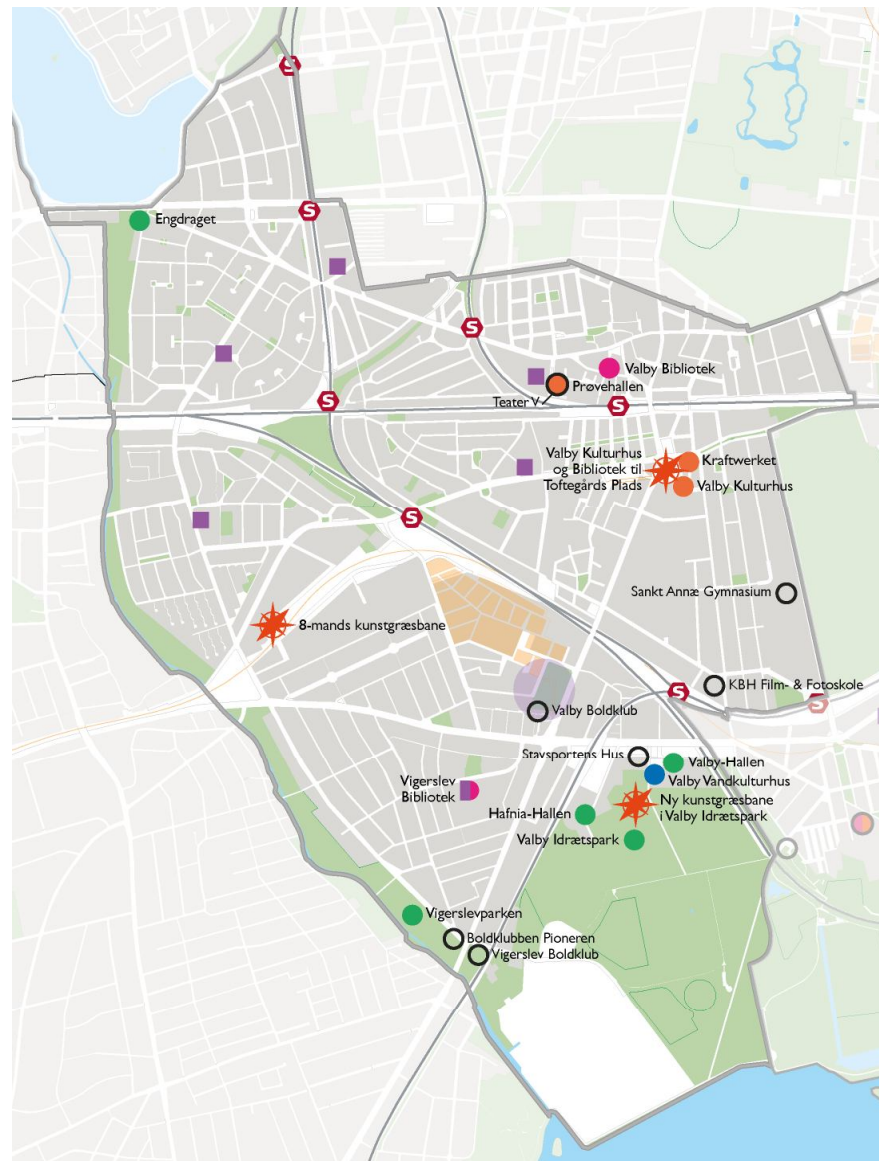 S
Engdraget
S
S
Valby Bibliotek
Prøvehallen
Teater V
S
S
Valby Kulturhus
og Bibliotek til
Toftegårds Plads
Kraftwerket
Valby Kulturhus
S
Sankt Annæ Gymnasium
8-mands kunstgræsbane
KBH Film- & Fotoskole
S
S
Valby Boldklub
Stavsportens Hus
Valby-Hallen
Valby Vandkulturhus
Vigerslev
Bibliotek
Ny kunstgræsbane
i Valby Idrætspark
Hafnia-Hallen
Valby Idrætspark
Vigerslevparken
Boldklubben Pioneren
Vigerslev Boldklub